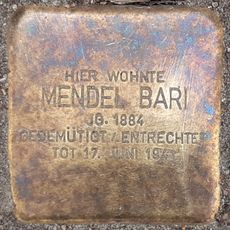 HIER WOHNTE
MENDEL BARI
JG. 1884
GEDEMÜTIGT / ENTRECHTET
TOT 17. JUNI